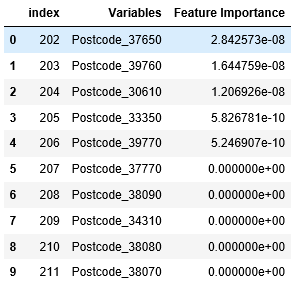 index Variables Feature Importance
0 202 Postcode_37650 2.842573e-08
1 203 Postcode_39760 1.644759e-08
2 204 Postcode_30610 1.206926e-08
3 205 Postcode_33350 5.826781e-10
4 206 Postcode_39770 5.246907e-10
5 207 Postcode_37770 0.000000e+00
6 208 Postcode_38090 0.000000e+00
7 209 Postcode_34310 0.000000e+00
8 210 Postcode_38080 0.000000e+00
9 211 Postcode_38070 0.000000e+00